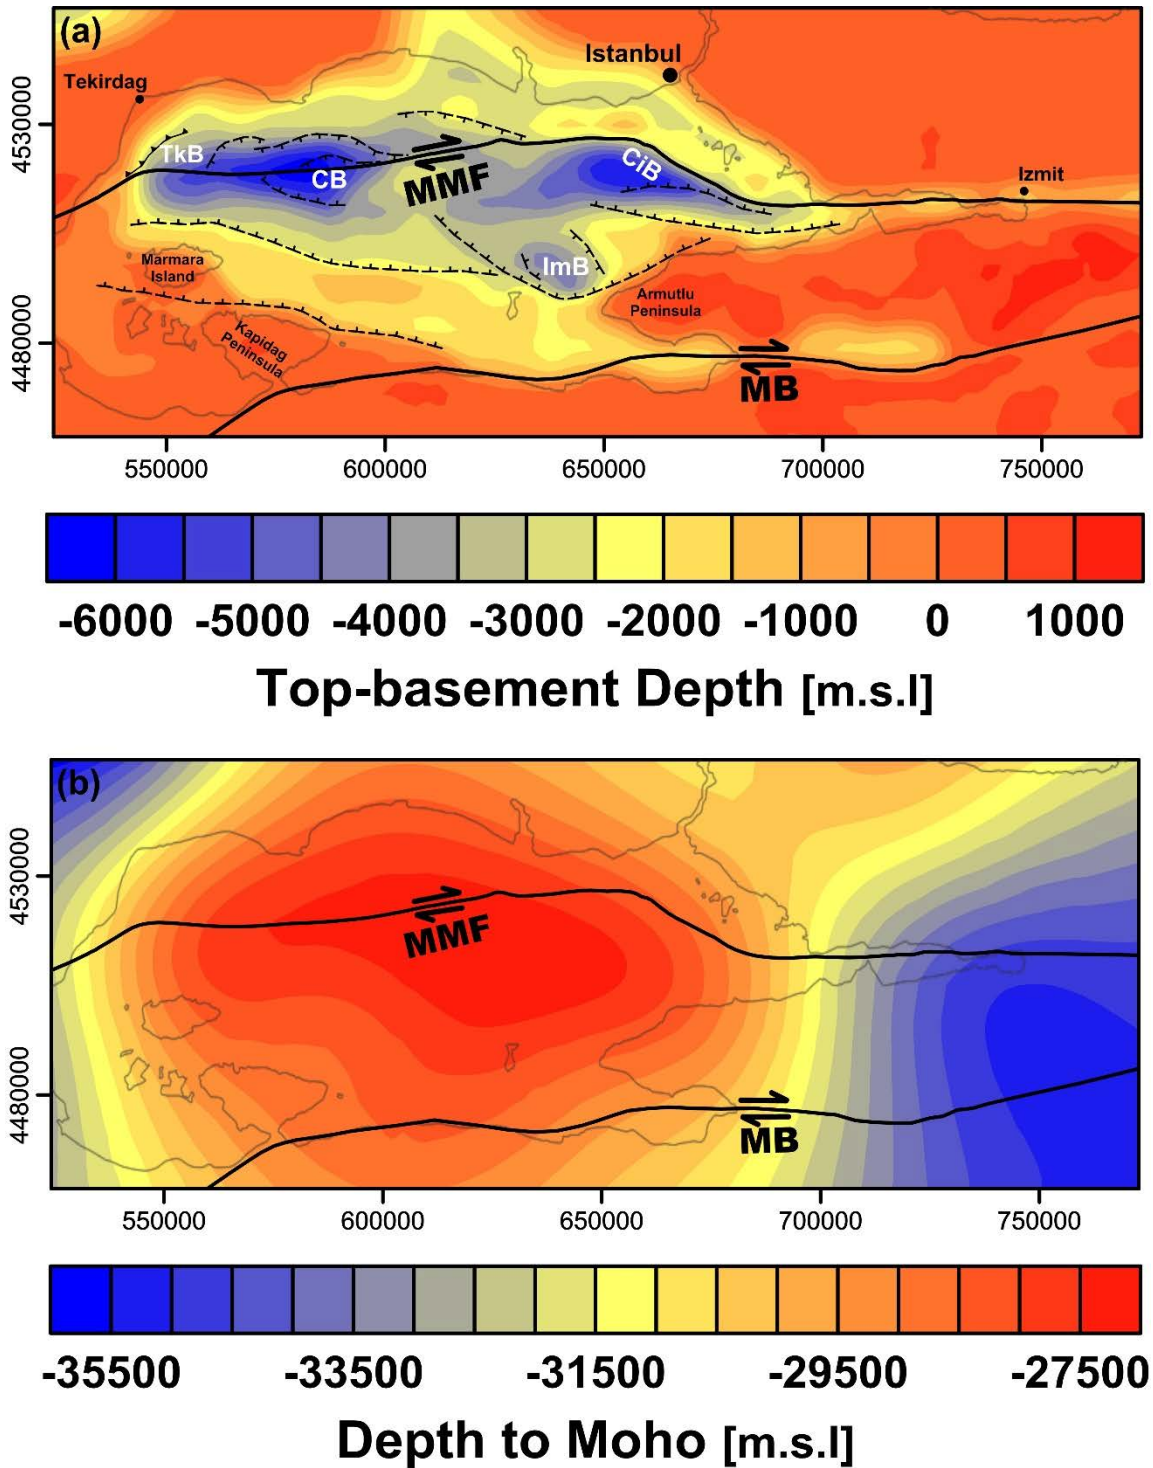 (a)
Istanbul
Tekirdag
4530000
TkB
CB
MMF
CiB
Izmit
ImB
Marmara
Island
Armutlu
Peninsula
Kapidag
Peninsula
4480000
MB
550000 600000 650000 700000 750000
-6000 -5000 -4000 -3000 -2000 -1000 0 1000
Top-basement Depth [m.s.l]
(b)
4530000
MMF
4480000
MB
550000 600000 650000 700000 750000
-35500 -33500 -31500 -29500 -27500
Depth to Moho [m.s.l]